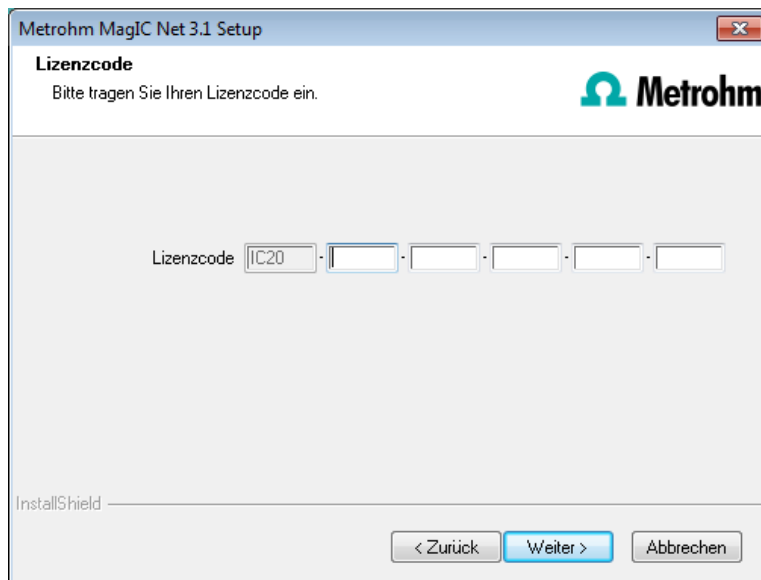 Metrohm MagIC Net 3.1 Setup
Lizenzcode
Bitte tragen Sie Ihren Lizenzcode ein.
Metrohm
Lizenzcode IC20 - - - - -
InstallShield
< Zurück Weiter > Abbrechen